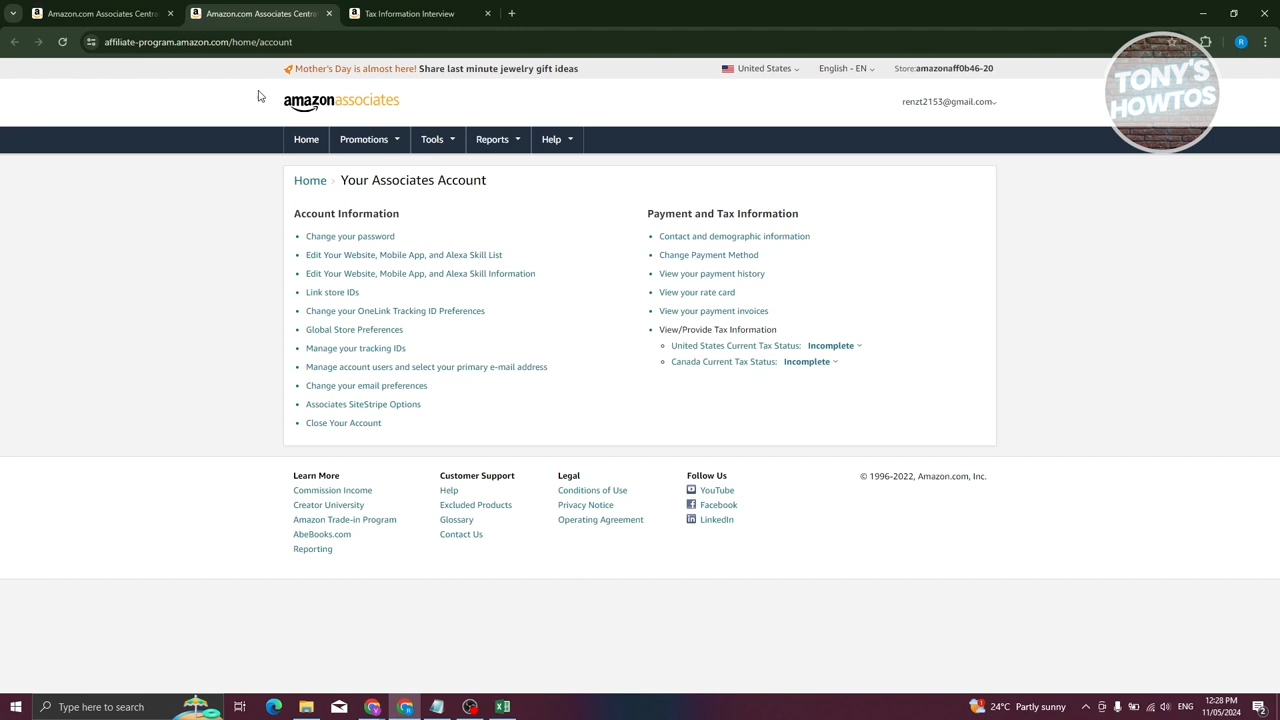 Amazon.com Associates Centr
Amazon.com Associates Centr
Tax Information Interview
affiliate-program.amazon.com/home/account
R
Mother's Day is almost here! Share last minute jewelry gift ideas
United States
English - EN
Store:amazonaff0b46-20
amazonassociates
renzt2153@gmail.com
TONY'S
HOWTOS
Home
Promotions
Tools
Reports
Help
Home › Your Associates Account
Account Information
Change your password
Edit Your Website, Mobile App, and Alexa Skill List
Edit Your Website, Mobile App, and Alexa Skill Information
Link store IDs
Change your OneLink Tracking ID Preferences
Global Store Preferences
Manage your tracking IDs
Manage account users and select your primary e-mail address
Change your email preferences
Associates SiteStripe Options
Close Your Account
Payment and Tax Information
Contact and demographic information
Change Payment Method
View your payment history
View your rate card
View your payment invoices
View/Provide Tax Information
United States Current Tax Status: Incomplete
Canada Current Tax Status: Incomplete
Learn More
Commission Income
Creator University
Amazon Trade-in Program
AbeBooks.com
Reporting
Customer Support
Help
Excluded Products
Glossary
Contact Us
Legal
Conditions of Use
Privacy Notice
Operating Agreement
Follow Us
YouTube
Facebook
LinkedIn
© 1996-2022, Amazon.com, Inc.
Type here to search
24°C Partly sunny
12:28 PM
11/05/2024